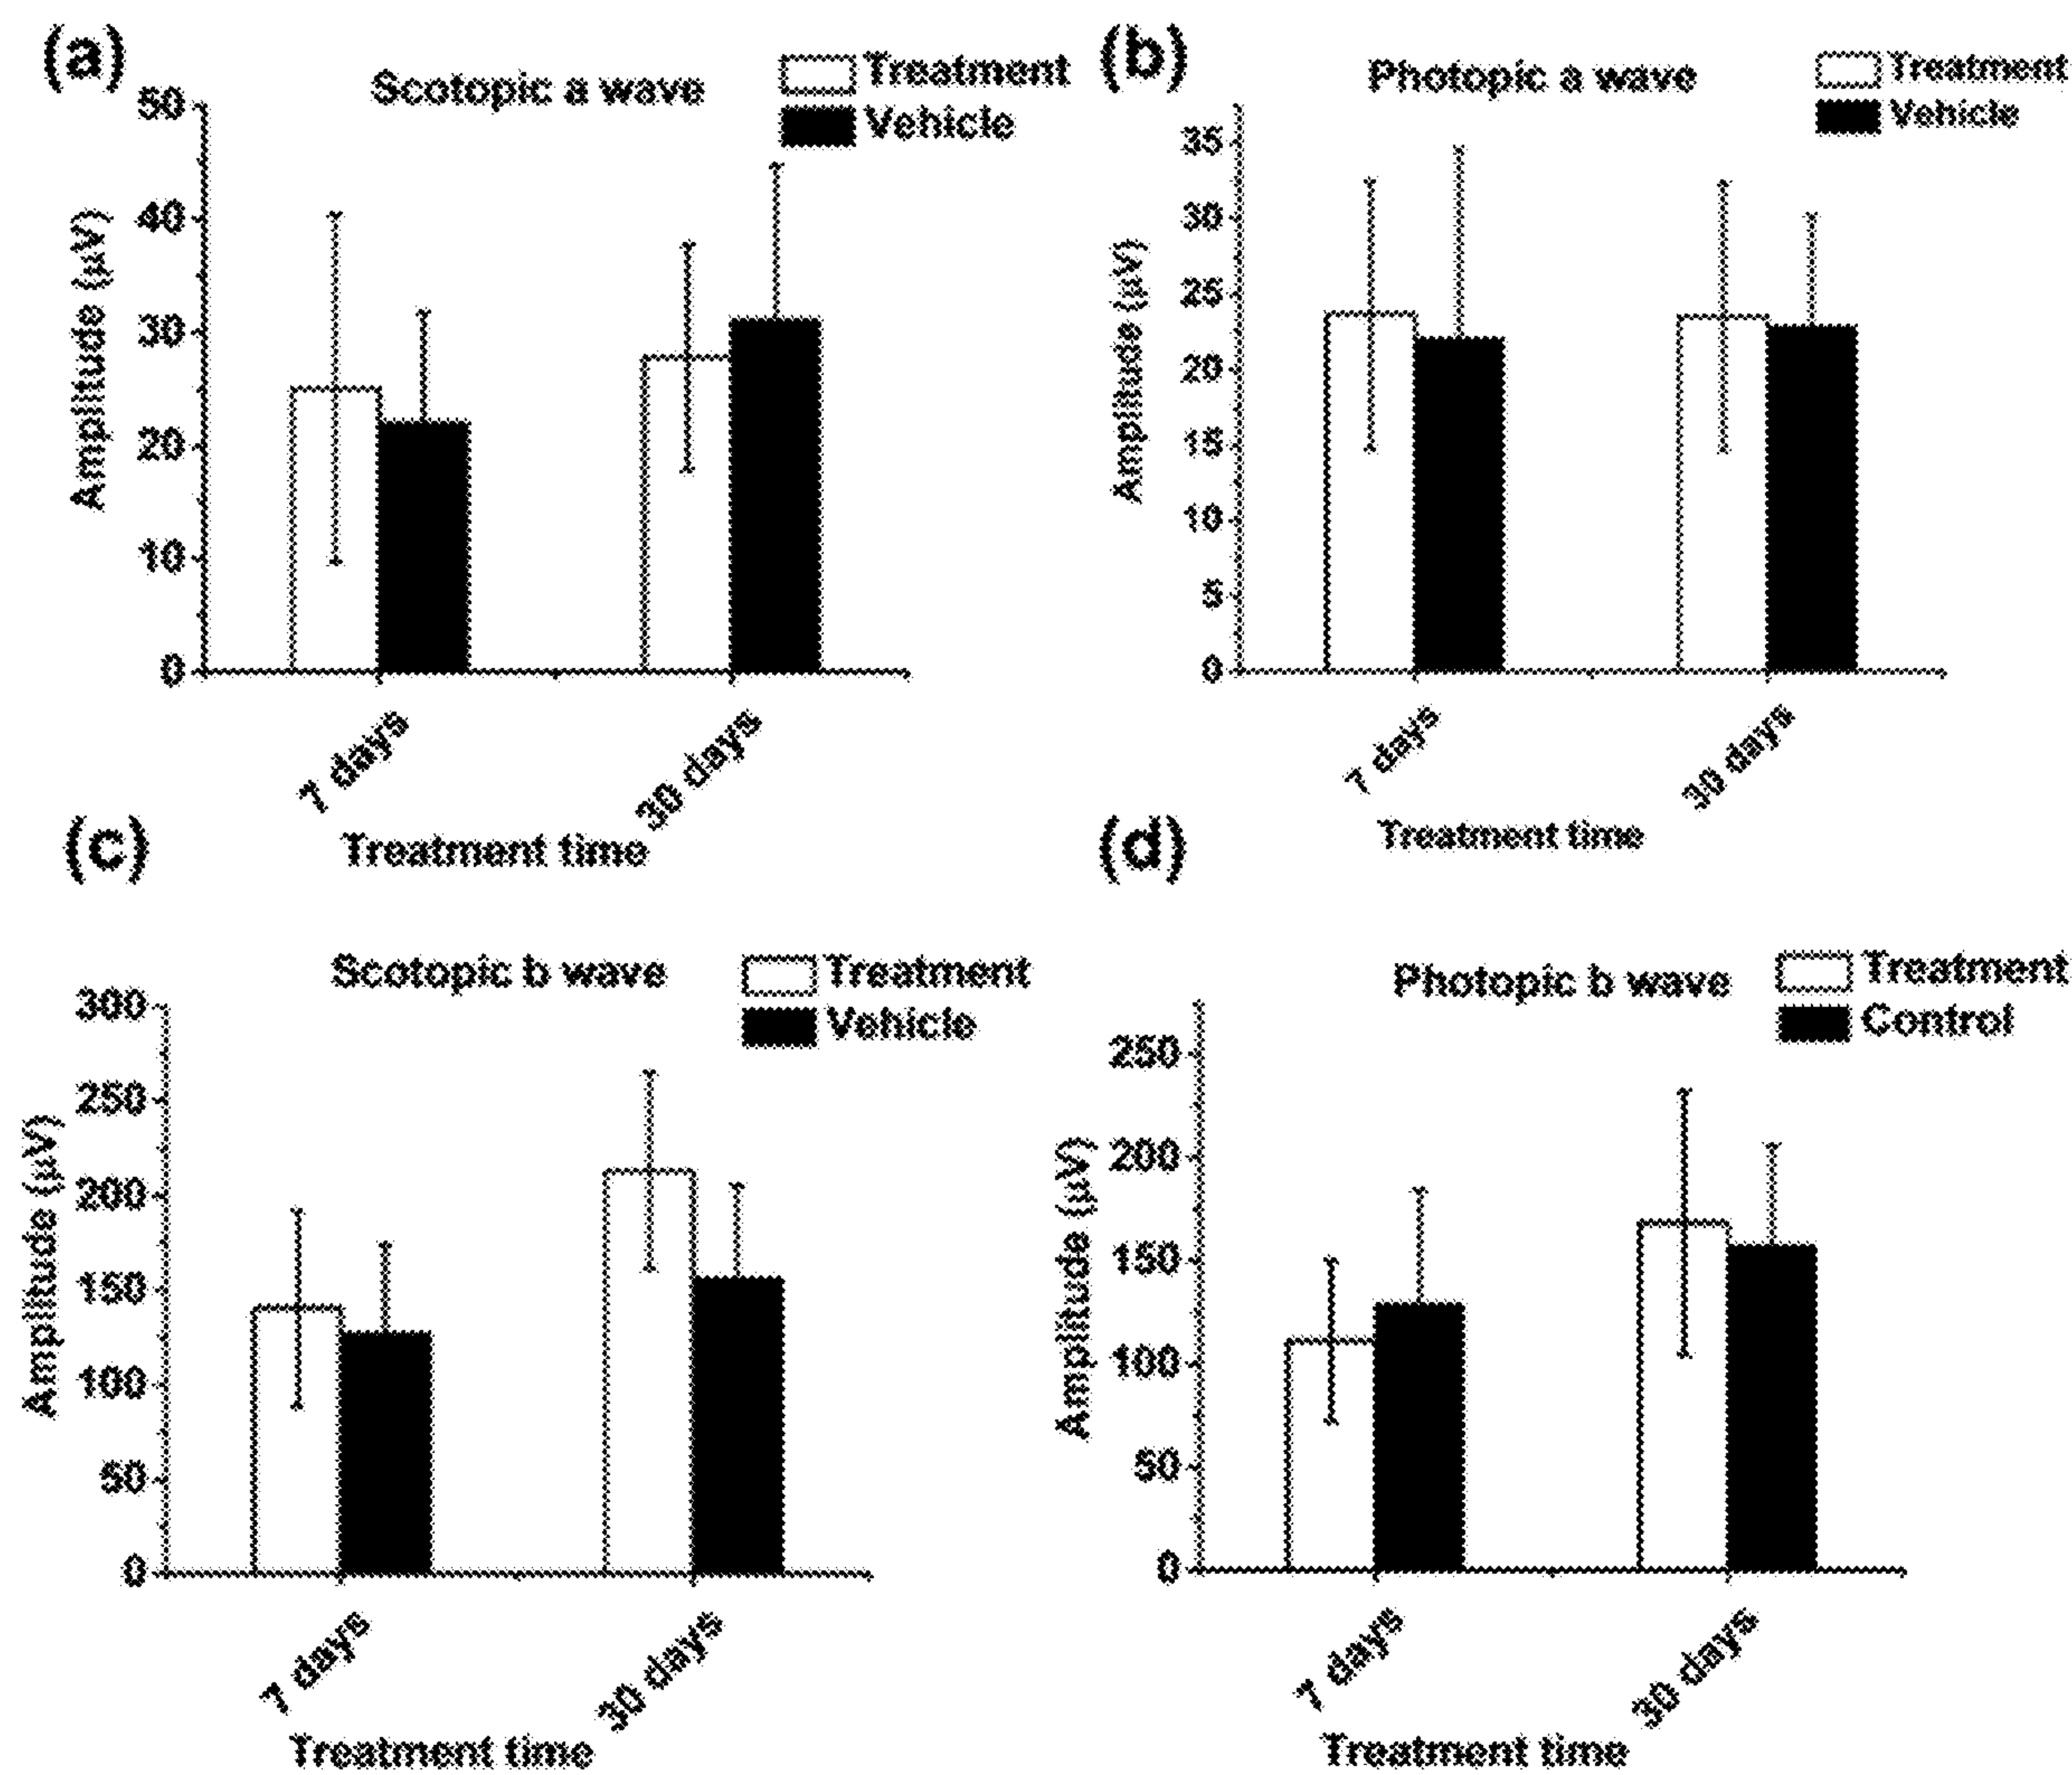 (a)
Scotopic a wave
Treatment
Vehicle
Amplitude (µV)
50
40
30
20
10
0
7 days
30 days
Treatment time
(b)
Photopic a wave
Treatment
Vehicle
Amplitude (µV)
35
30
25
20
15
10
5
0
7 days
30 days
Treatment time
(c)
Scotopic b wave
Treatment
Vehicle
Amplitude (µV)
300
250
200
150
100
50
0
7 days
30 days
Treatment time
(d)
Photopic b wave
Treatment
Control
Amplitude (µV)
250
200
150
100
50
0
7 days
30 days
Treatment time